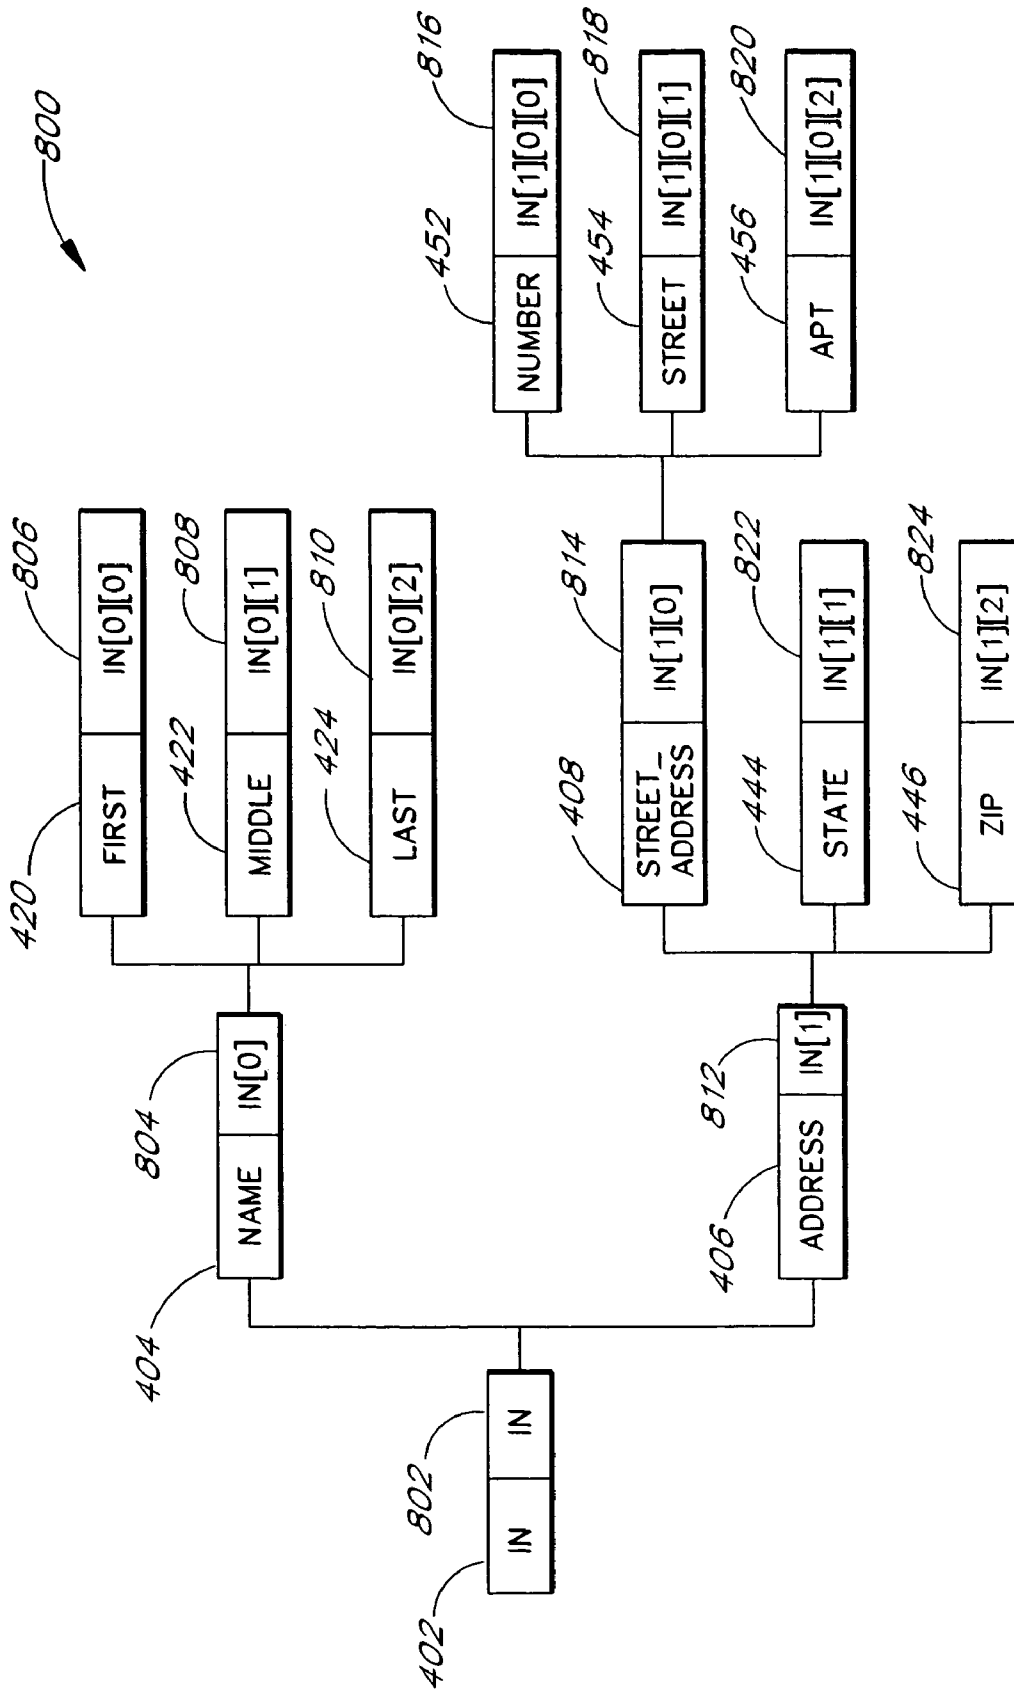 800
402
IN
802
IN
404
NAME
804
IN[0]
420
FIRST
806
IN[0][0]
422
MIDDLE
808
IN[0][1]
424
LAST
810
IN[0][2]
406
ADDRESS
812
IN[1]
408
STREET_
ADDRESS
814
IN[1][0]
452
NUMBER
816
IN[1][0][0]
454
STREET
818
IN[1][0][1]
456
APT
820
IN[1][0][2]
444
STATE
822
IN[1][1]
446
ZIP
824
IN[1][2]